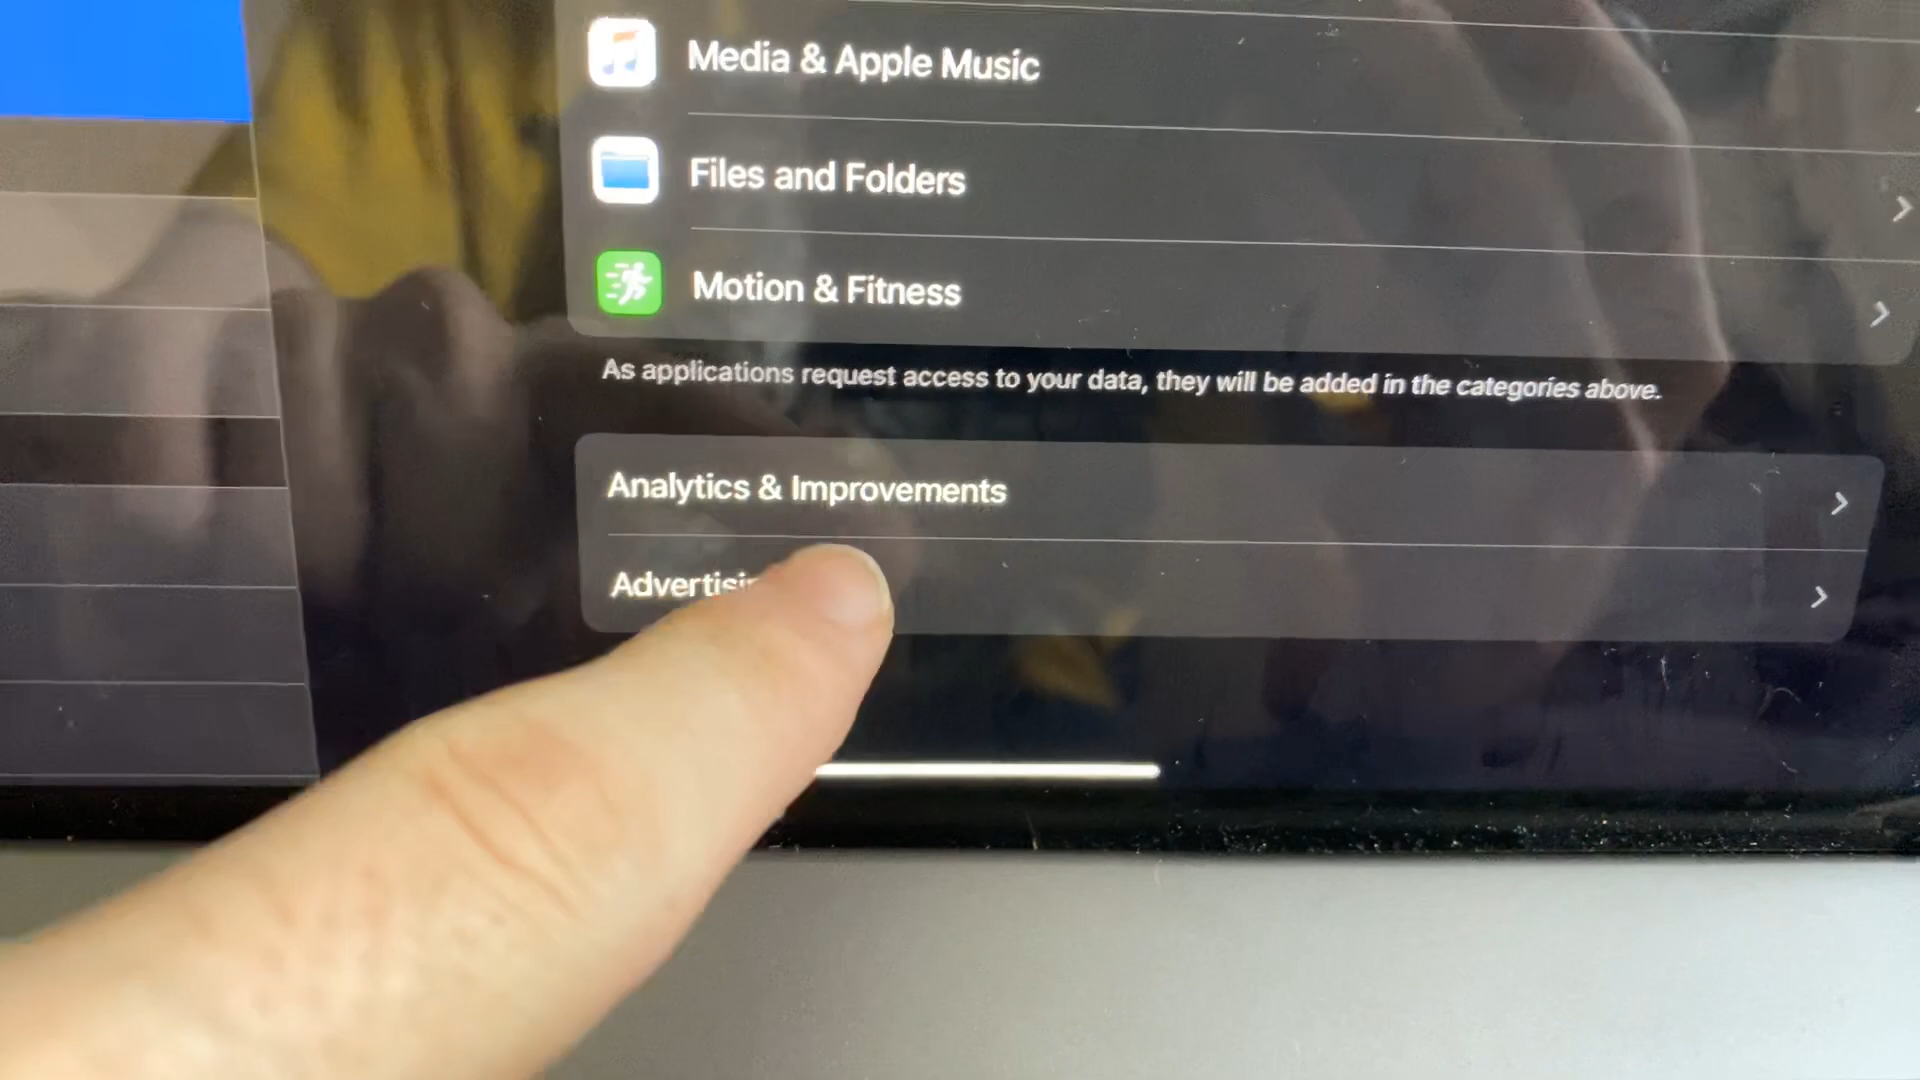 Media & Apple Music
Files and Folders
Motion & Fitness
As applications request access to your data, they will be added in the categories above.
Analytics & Improvements